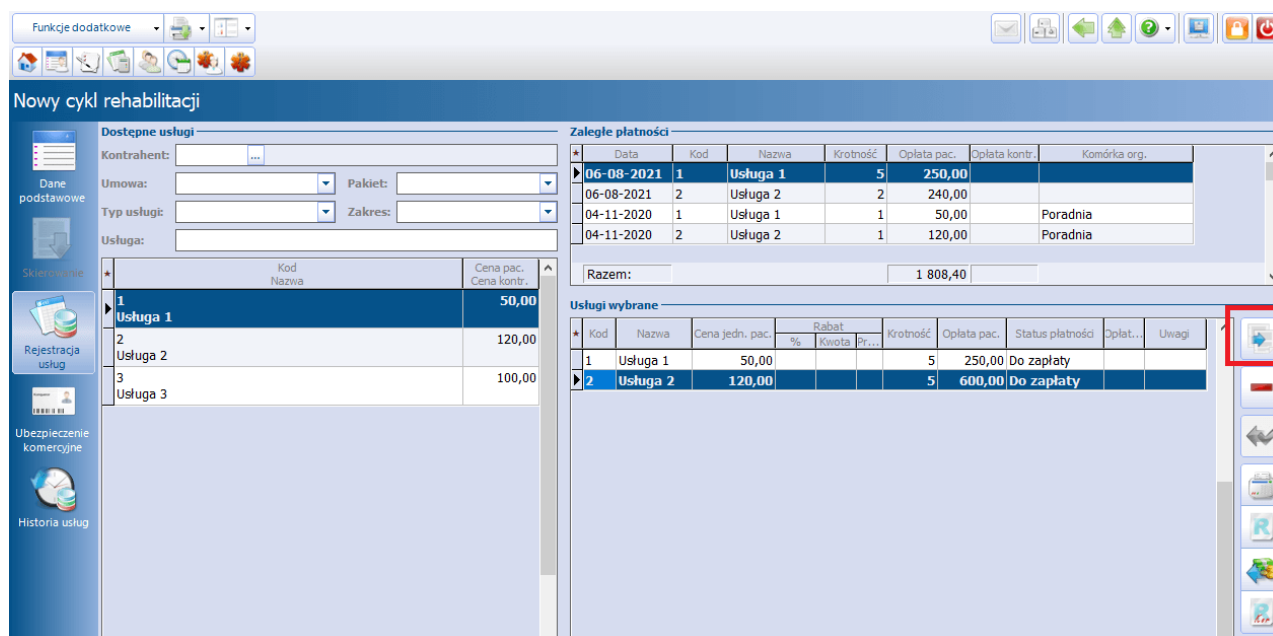 Funkcje dodatkowe
Nowy cykl rehabilitacji
Dane podstawowe
Skierowanie
Rejestracja usług
Ubezpieczenie komercyjne
Historia usług
Dostępne usługi
Kontrahent: ...
Umowa: Pakiet:
Typ usługi: Zakres:
Usługa:
* Kod Cena pac.
Nazwa Cena kontr.
1 50,00
Usługa 1
2 120,00
Usługa 2
3 100,00
Usługa 3
Zaległe płatności
* Data Kod Nazwa Krotność Opłata pac. Opłata kontr. Komórka org.
06-08-2021 1 Usługa 1 5 250,00
06-08-2021 2 Usługa 2 2 240,00
04-11-2020 1 Usługa 1 1 50,00 Poradnia
04-11-2020 2 Usługa 2 1 120,00 Poradnia
Razem: 1 808,40
Usługi wybrane
* Kod Nazwa Cena jedn. pac. Rabat Krotność Opłata pac. Status płatności Opłat... Uwagi
% Kwota Pr...
1 Usługa 1 50,00 5 250,00 Do zapłaty
2 Usługa 2 120,00 5 600,00 Do zapłaty